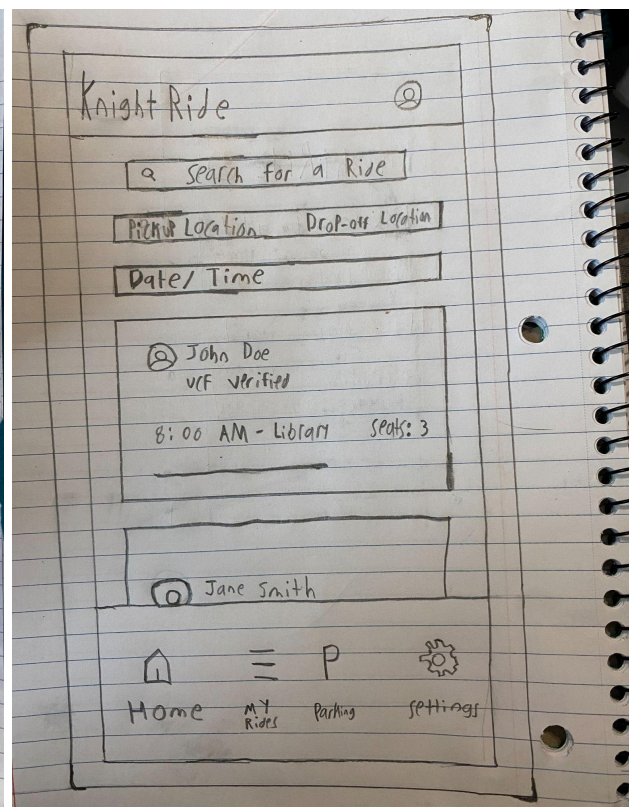 Knight Ride
Search for a Ride
Pickup Location Drop-off Location
Date/ Time
John Doe
UCF verified
8:00 AM - Library Seats: 3
Jane Smith
Home
MY Rides
Parking
settings
P